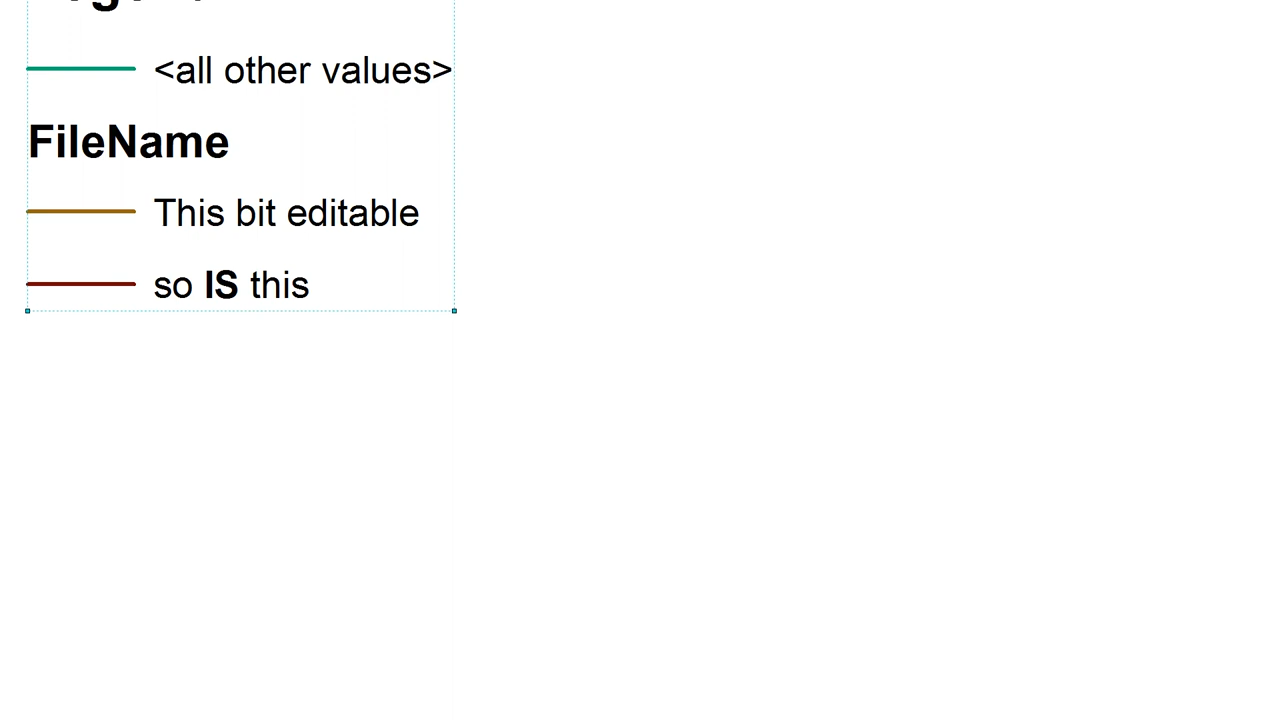 <all other values>
FileName
This bit editable
so IS this